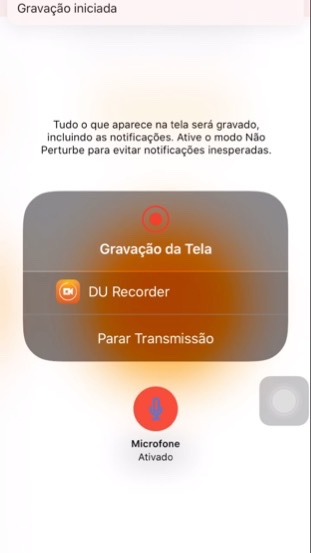 Gravação iniciada
Tudo o que aparece na tela será gravado,
incluindo as notificações. Ative o modo Não
Perturbe para evitar notificações inesperadas.
Gravação da Tela
DU Recorder
Parar Transmissão
Microfone
Ativado